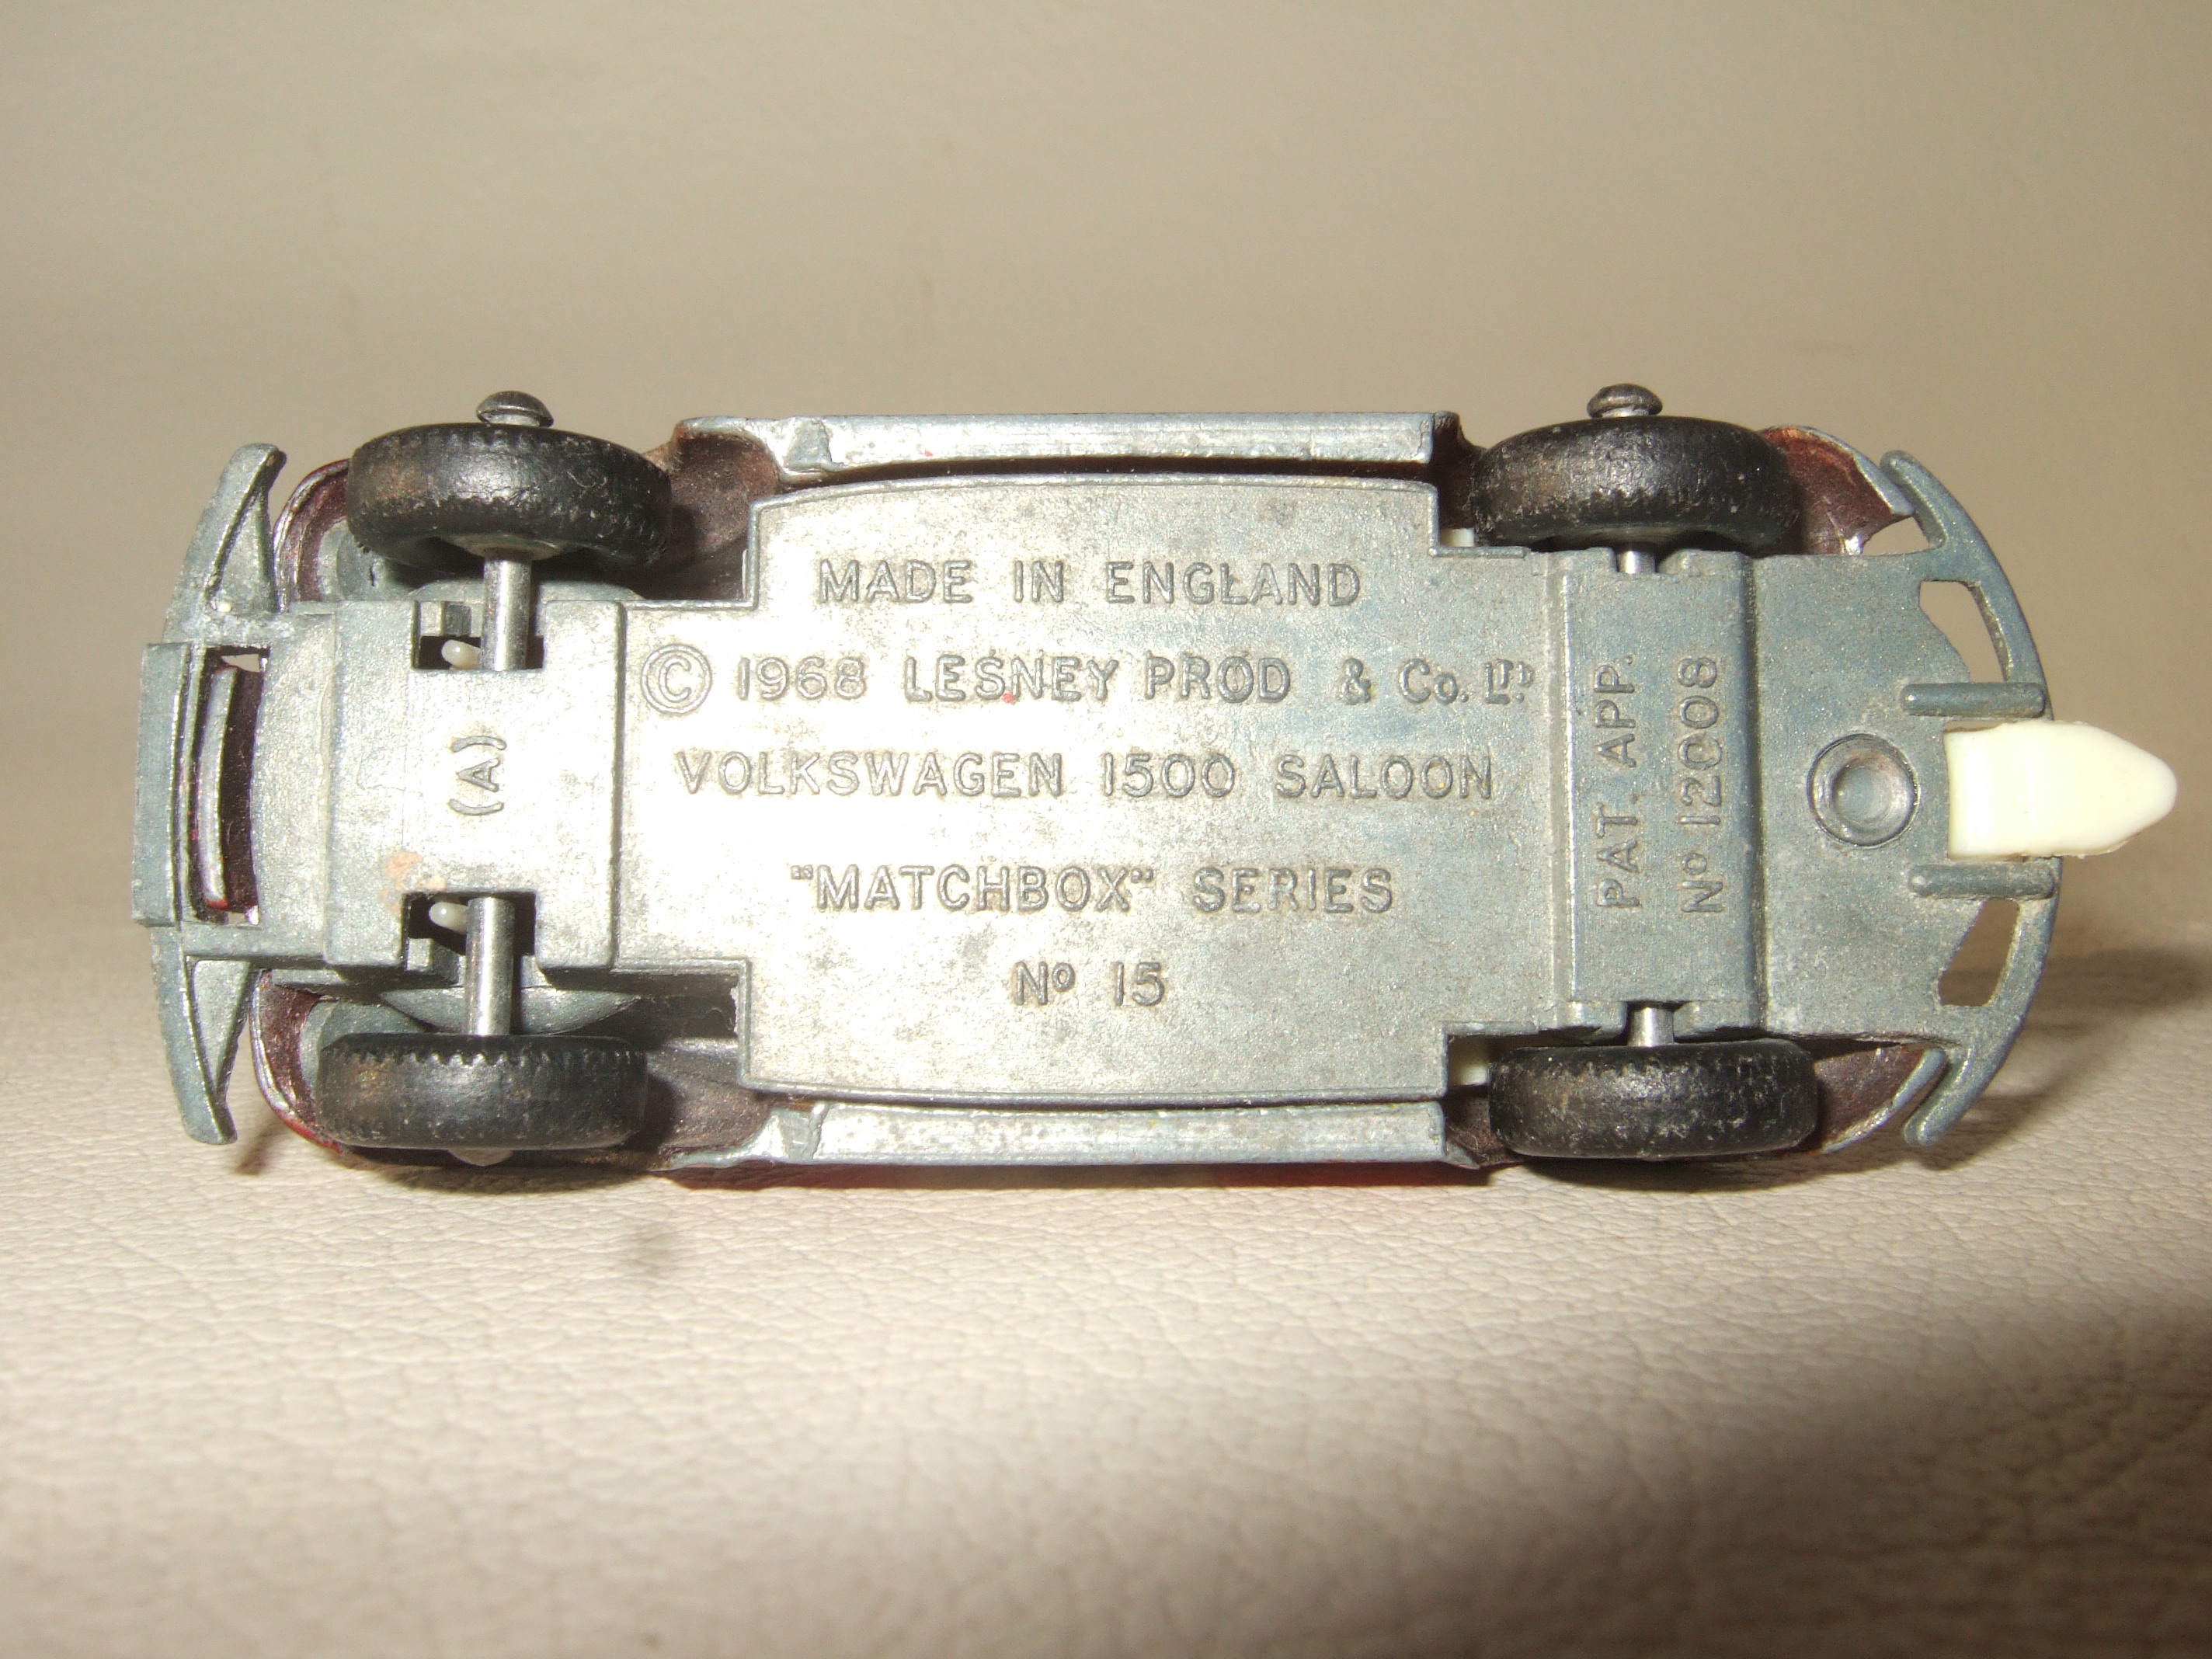 MADE IN ENGLAND
© 1968 LESNEY PROD & Co. LTD
VOLKSWAGEN 1500 SALOON
"MATCHBOX" SERIES
No 15
(A)
PAT. APP.
No 12008